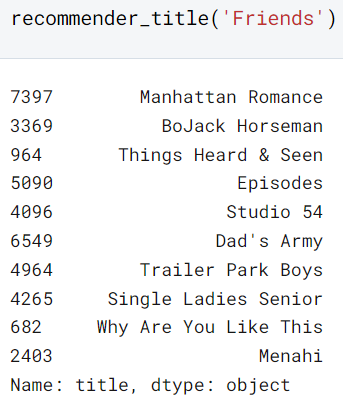 recommender_title('Friends')
7397 Manhattan Romance
3369 BoJack Horseman
964 Things Heard & Seen
5090 Episodes
4096 Studio 54
6549 Dad's Army
4964 Trailer Park Boys
4265 Single Ladies Senior
682 Why Are You Like This
2403 Menahi
Name: title, dtype: object